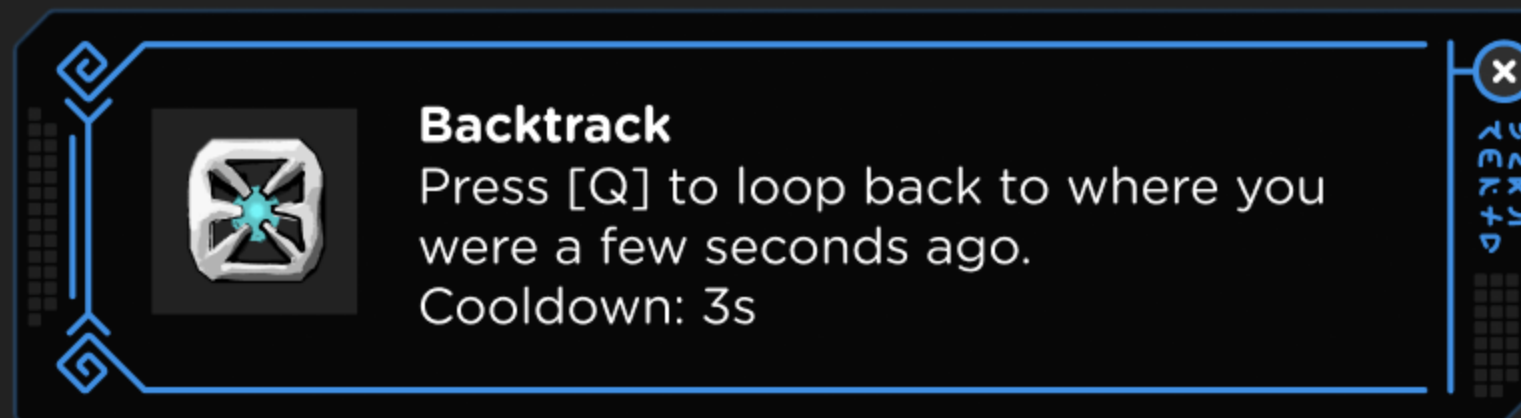 Backtrack
Press [Q] to loop back to where you
were a few seconds ago.
Cooldown: 3s